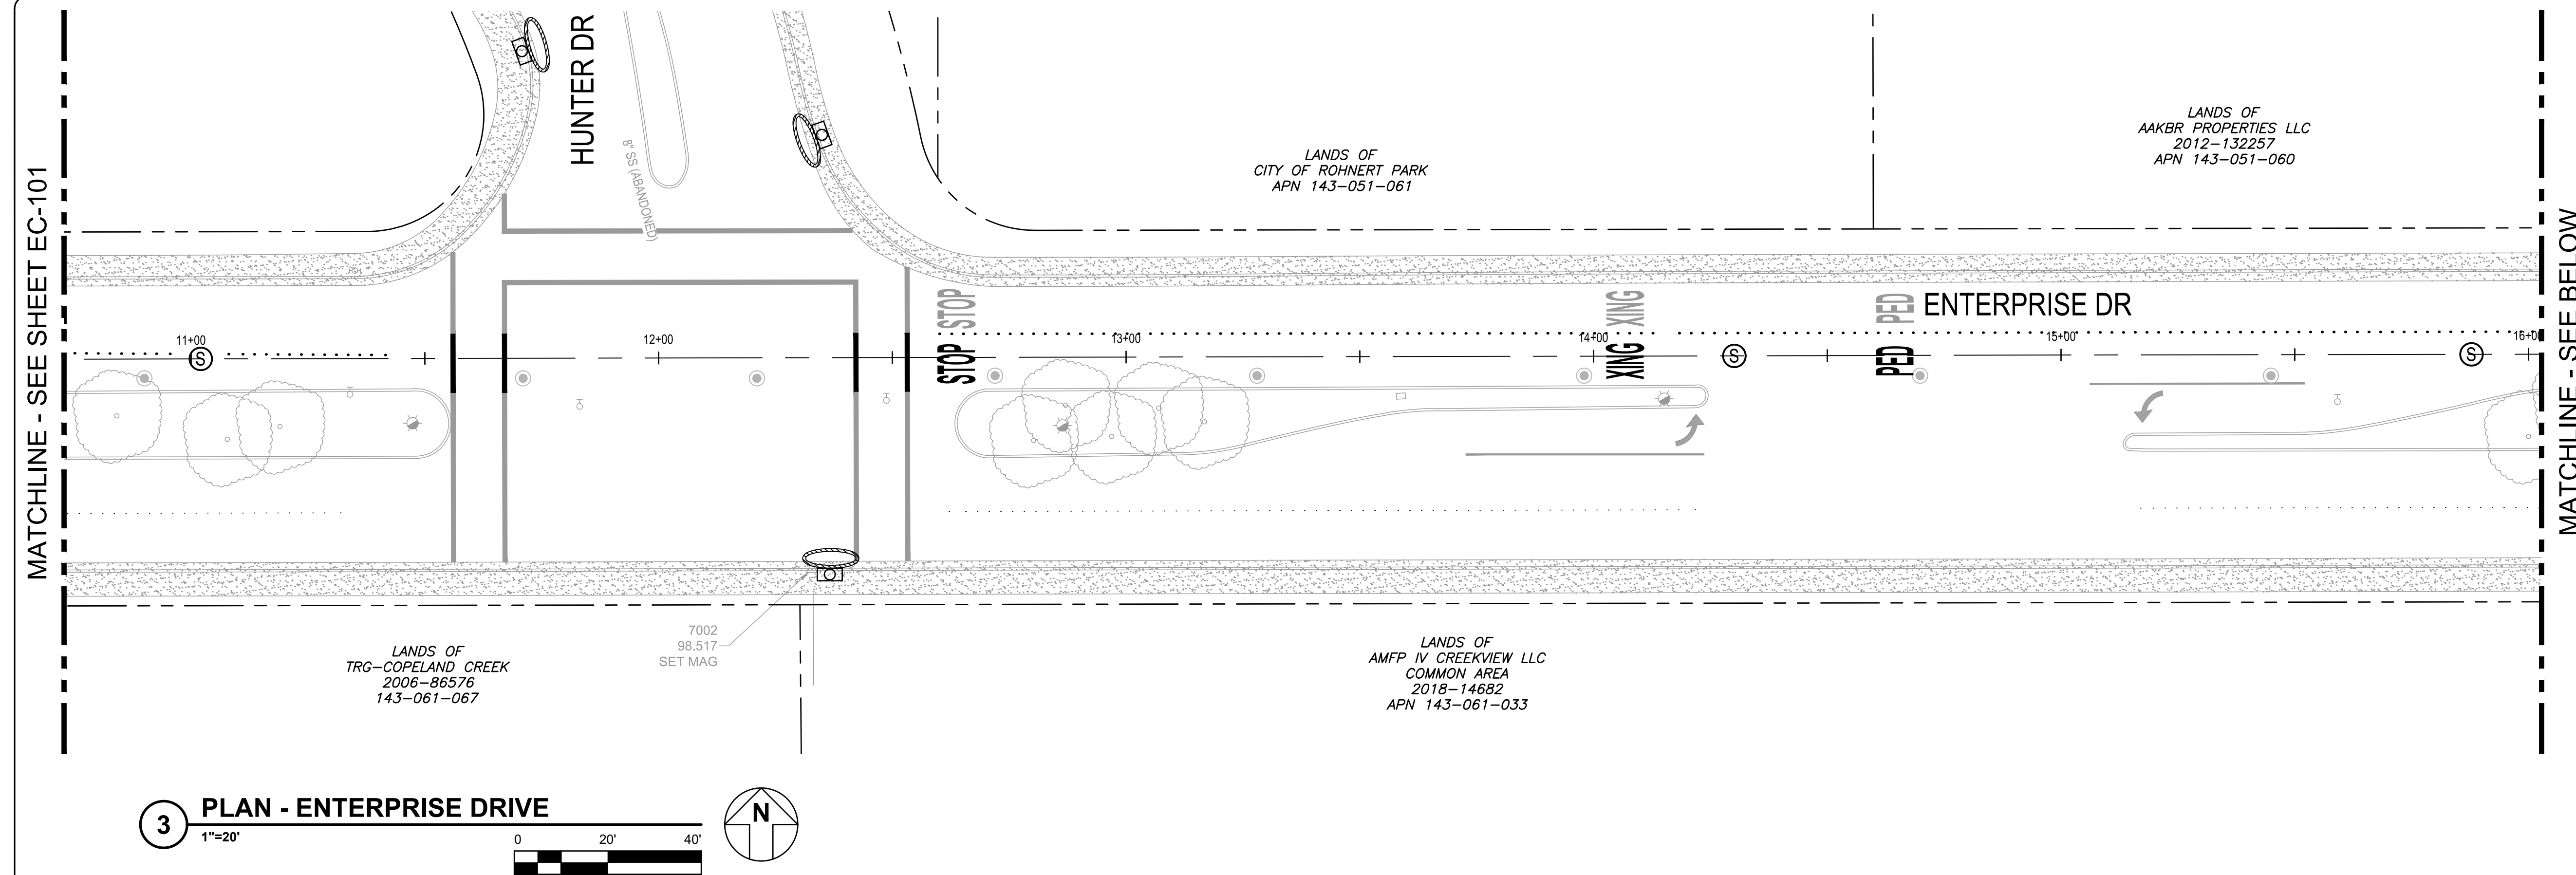 MATCHLINE - SEE SHEET EC-101
HUNTER DR
8" SS (ABANDONED)
LANDS OF
CITY OF ROHNERT PARK
APN 143-051-061
LANDS OF
AAKBR PROPERTIES LLC
2012-132257
APN 143-051-060
MATCHLINE - SEE BELOW
STOP STOP
XING XING
PED PED
ENTERPRISE DR
11+00
12+00
13+00
14+00
15+00
16+00
S
S
S
7002
98.517
SET MAG
LANDS OF
TRG-COPELAND CREEK
2006-86576
143-061-067
LANDS OF
AMFP IV CREEKVIEW LLC
COMMON AREA
2018-14682
APN 143-061-033
3
PLAN - ENTERPRISE DRIVE
1"=20'
0 20' 40'
N